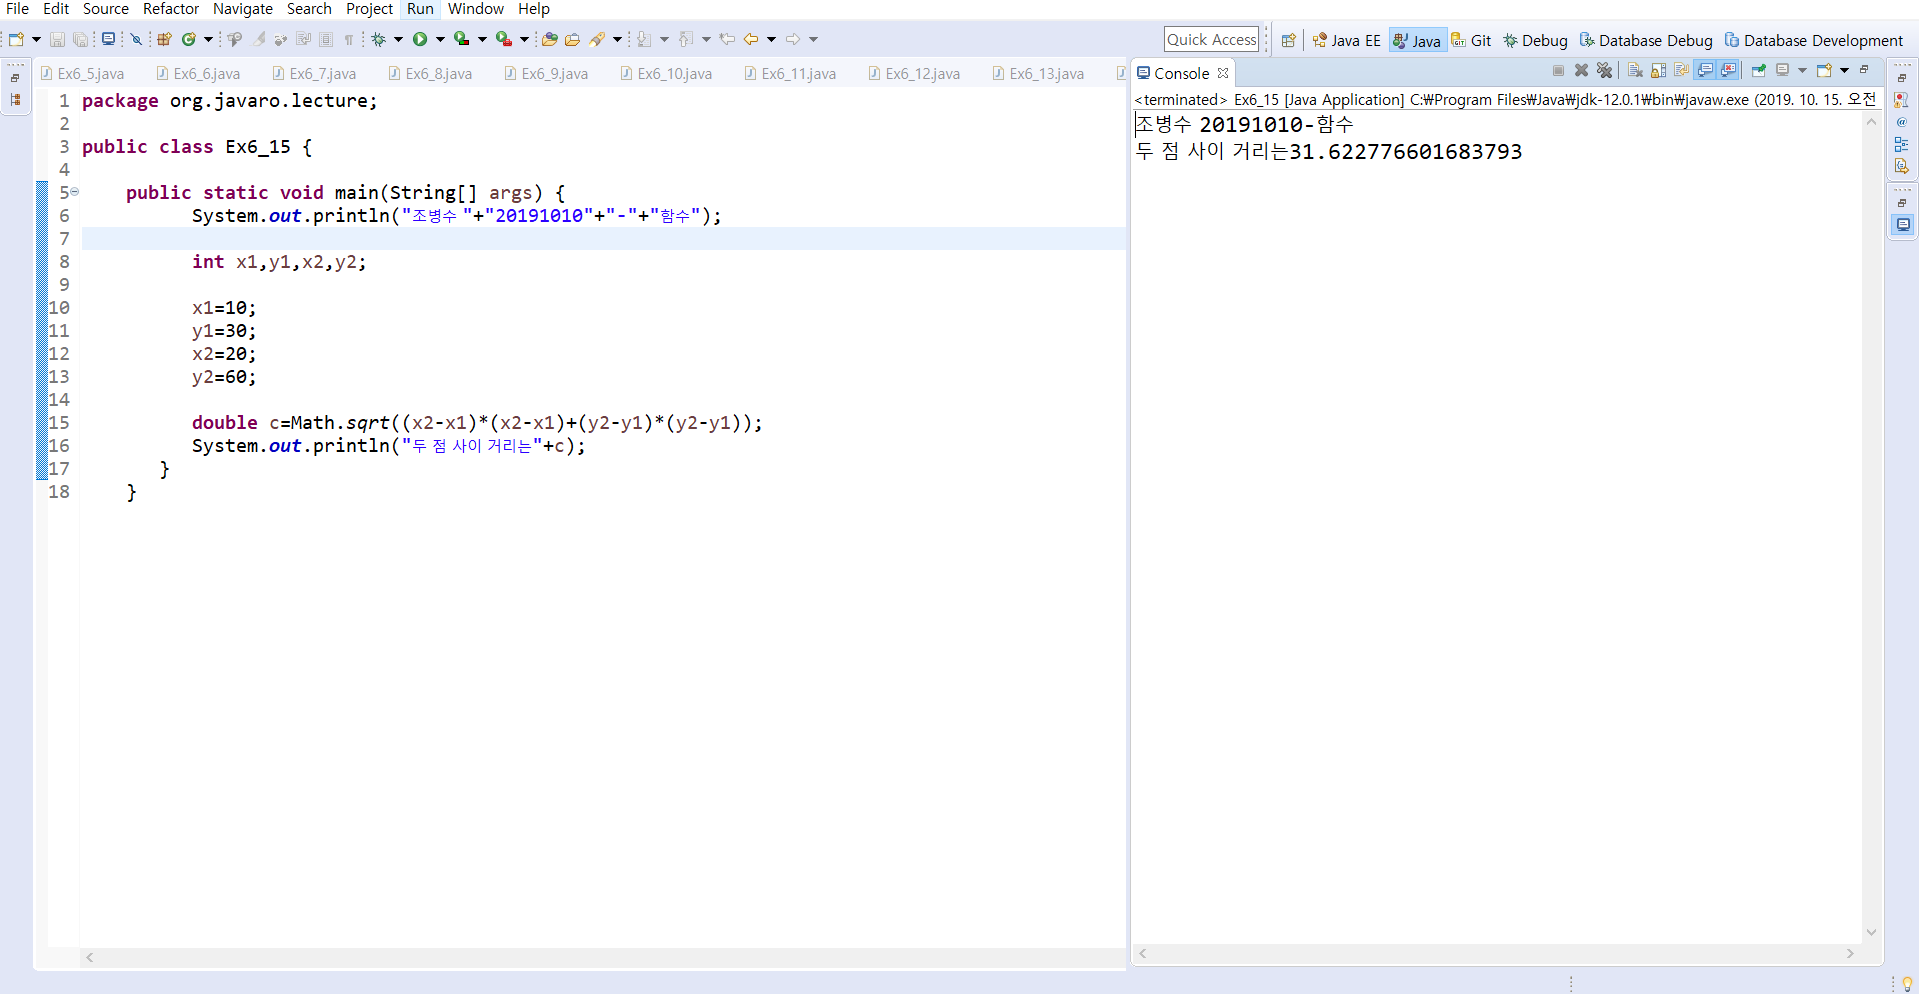 File Edit Source Refactor Navigate Search Project Run Window Help
Quick Access Java EE Java Git Debug Database Debug Database Development
Ex6_5.java Ex6_6.java Ex6_7.java Ex6_8.java Ex6_9.java Ex6_10.java Ex6_11.java Ex6_12.java Ex6_13.java
1 package org.javaro.lecture;
2
3 public class Ex6_15 {
4
5 public static void main(String[] args) {
6 System.out.println("조병수 "+"20191010"+"-"+"함수");
7
8 int x1,y1,x2,y2;
9
10 x1=10;
11 y1=30;
12 x2=20;
13 y2=60;
14
15 double c=Math.sqrt((x2-x1)*(x2-x1)+(y2-y1)*(y2-y1));
16 System.out.println("두 점 사이 거리는"+c);
17 }
18 }
Console
<terminated> Ex6_15 [Java Application] C:₩Program Files₩Java₩jdk-12.0.1₩bin₩javaw.exe (2019. 10. 15. 오전
조병수 20191010-함수
두 점 사이 거리는31.622776601683793